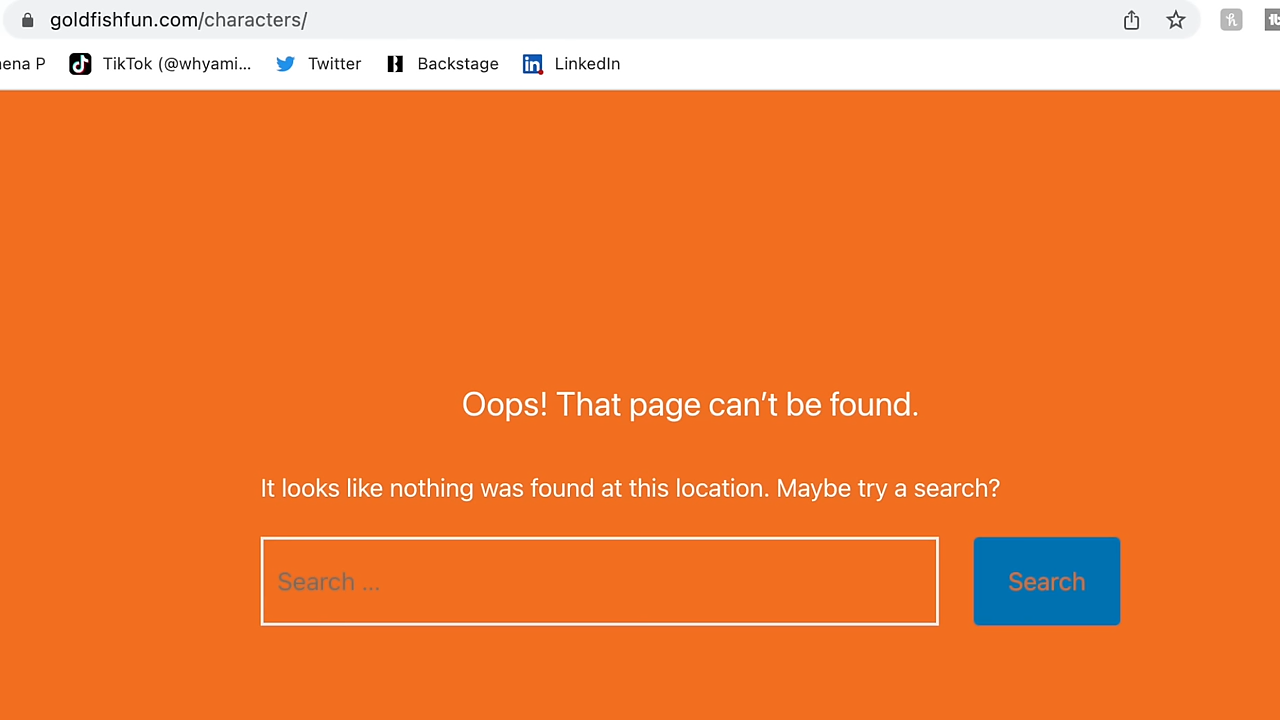 goldfishfun.com/characters/
ena P TikTok (@whyami... Twitter Backstage LinkedIn
Oops! That page can’t be found.
It looks like nothing was found at this location. Maybe try a search?
Search ... Search